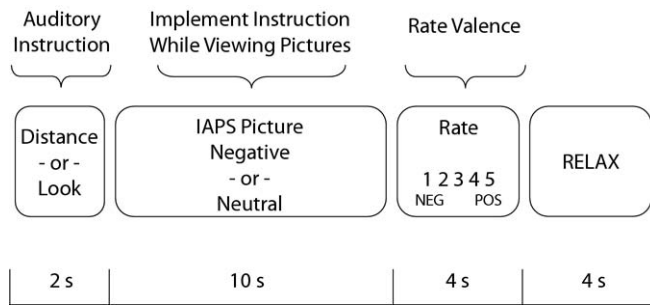 Auditory
Instruction
Implement Instruction
While Viewing Pictures
Rate Valence
Distance
- or -
Look
IAPS Picture
Negative
- or -
Neutral
Rate
1 2 3 4 5
NEG POS
RELAX
2 s 10 s 4 s 4 s